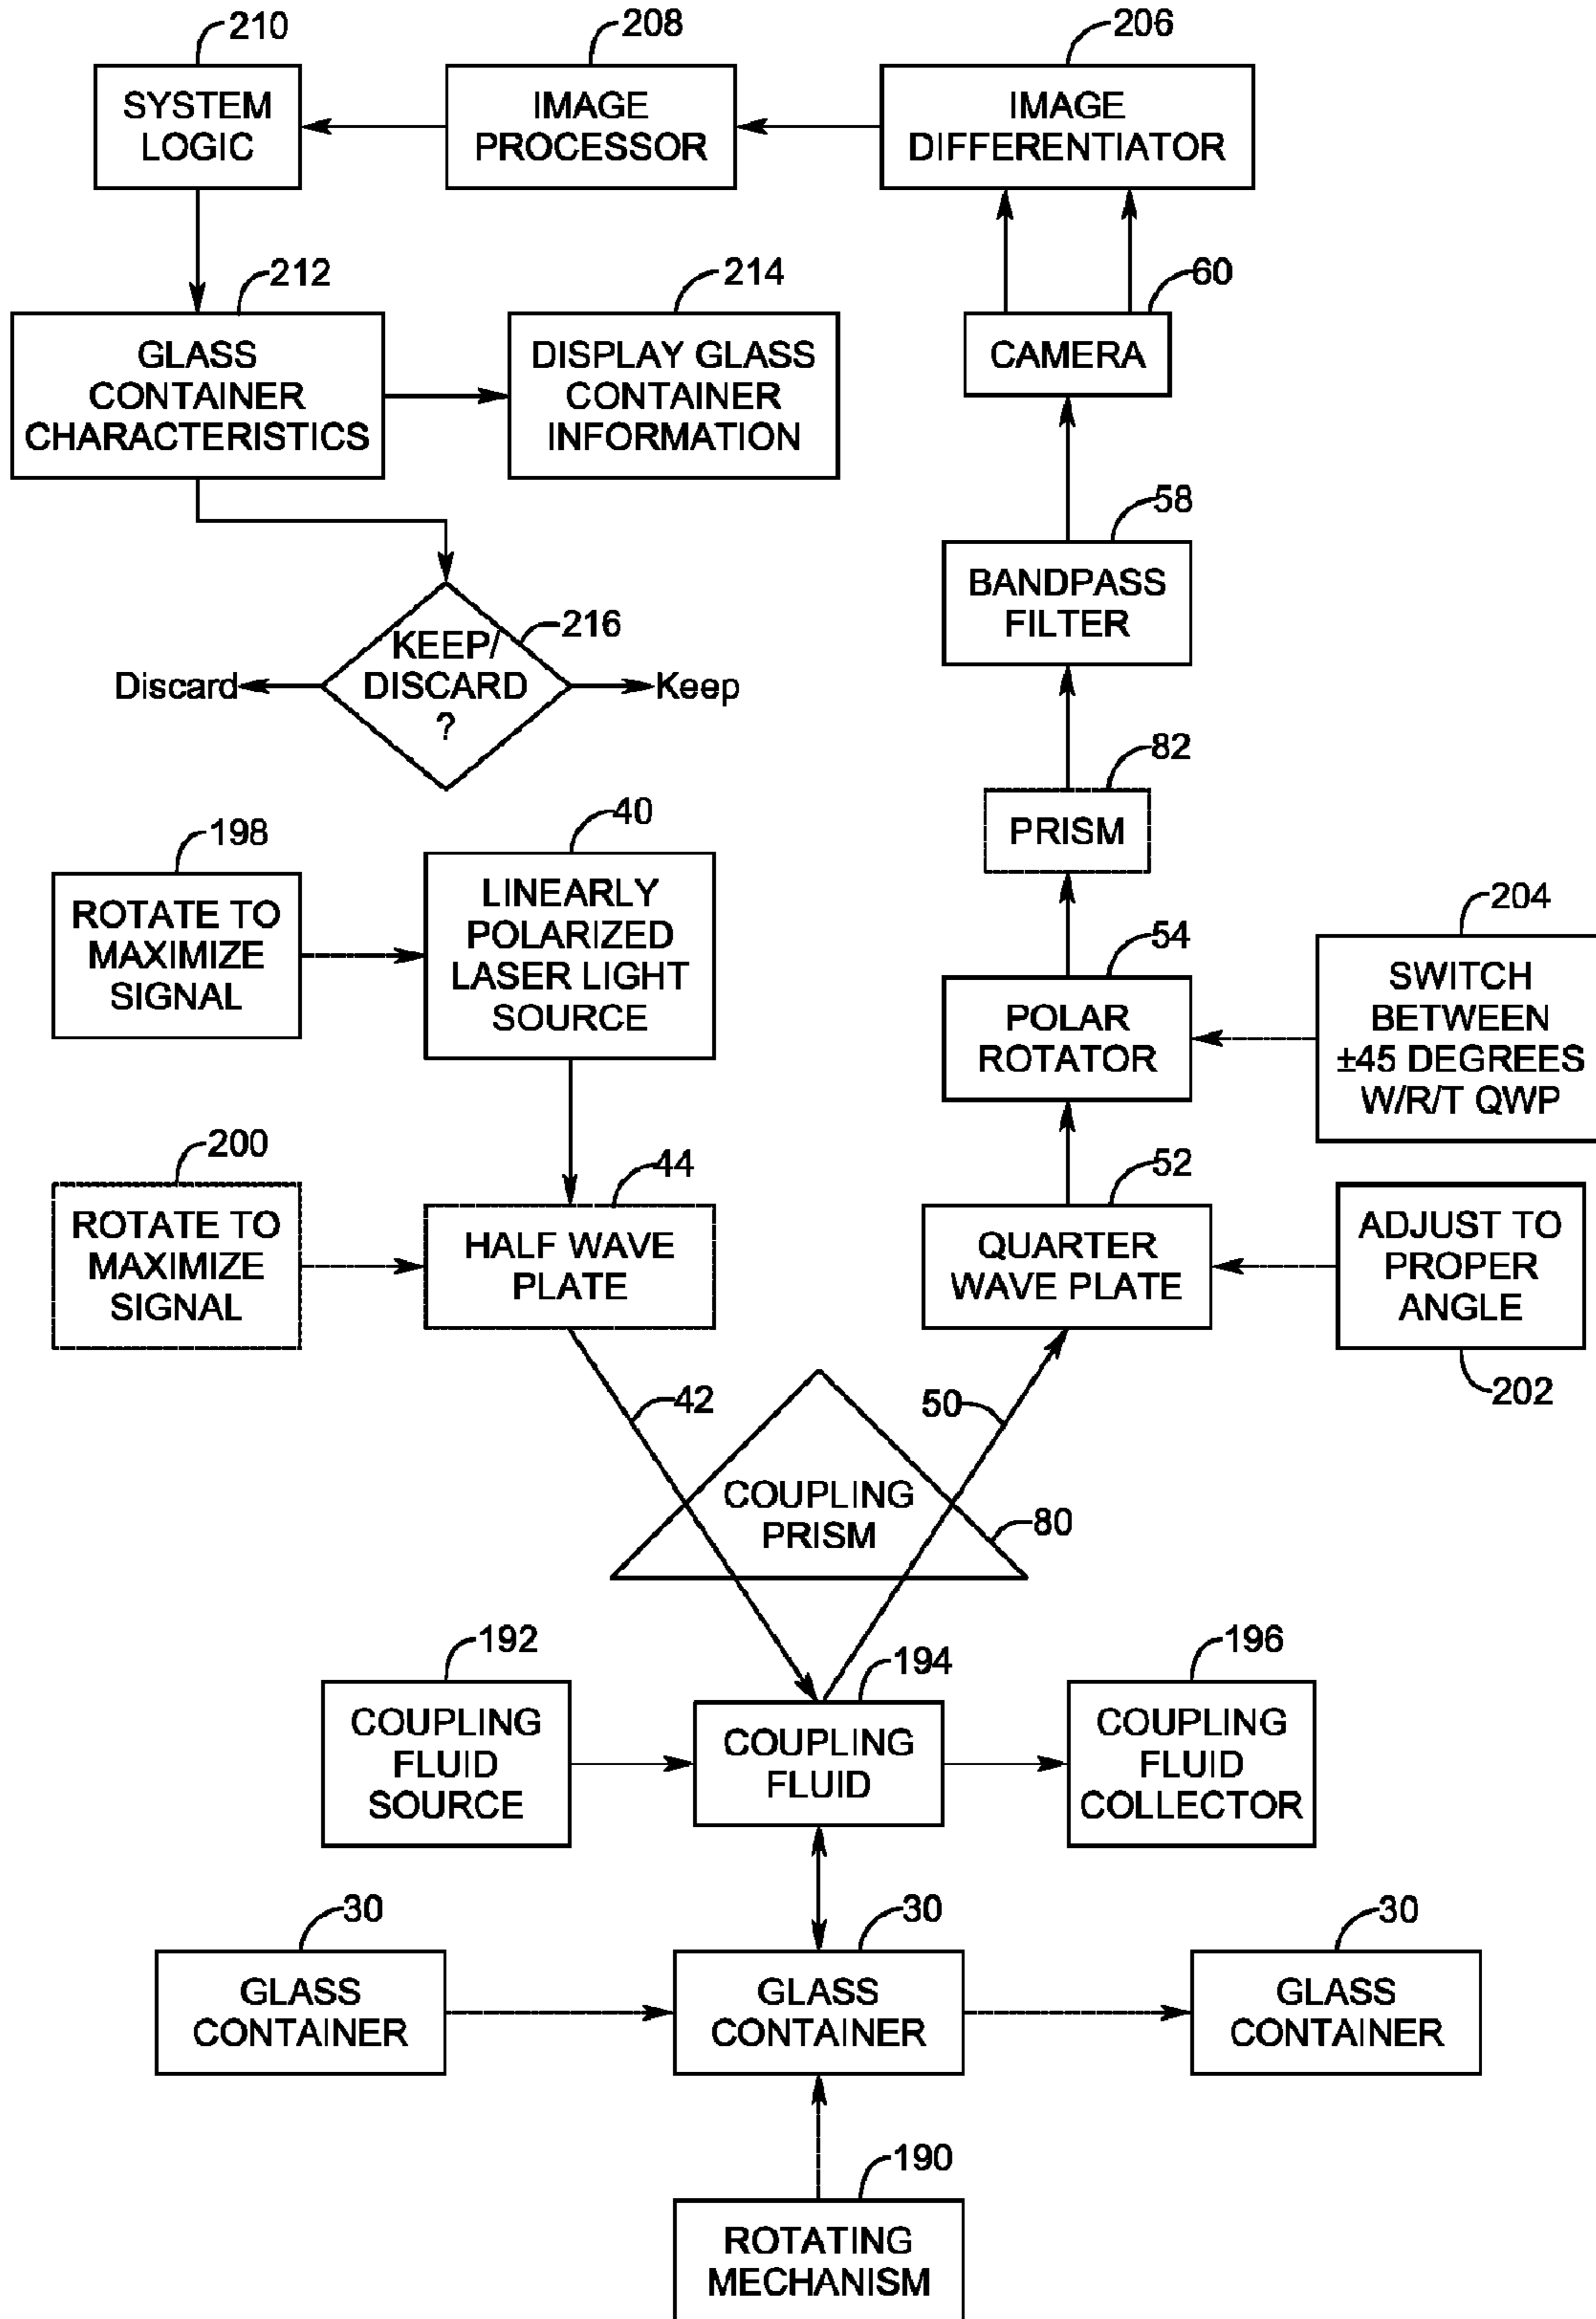 210
208
206
SYSTEM
LOGIC
IMAGE
PROCESSOR
IMAGE
DIFFERENTIATOR
212
214
60
GLASS
CONTAINER
CHARACTERISTICS
DISPLAY GLASS
CONTAINER
INFORMATION
CAMERA
58
BANDPASS
FILTER
216
KEEP/
DISCARD
?
Discard
Keep
82
PRISM
198
40
ROTATE TO
MAXIMIZE
SIGNAL
LINEARLY
POLARIZED
LASER LIGHT
SOURCE
54
POLAR
ROTATOR
204
SWITCH
BETWEEN
±45 DEGREES
W/R/T QWP
200
44
52
ROTATE TO
MAXIMIZE
SIGNAL
HALF WAVE
PLATE
QUARTER
WAVE PLATE
ADJUST TO
PROPER
ANGLE
202
42
50
COUPLING
PRISM
80
192
194
196
COUPLING
FLUID
SOURCE
COUPLING
FLUID
COUPLING
FLUID
COLLECTOR
30
30
30
GLASS
CONTAINER
GLASS
CONTAINER
GLASS
CONTAINER
190
ROTATING
MECHANISM